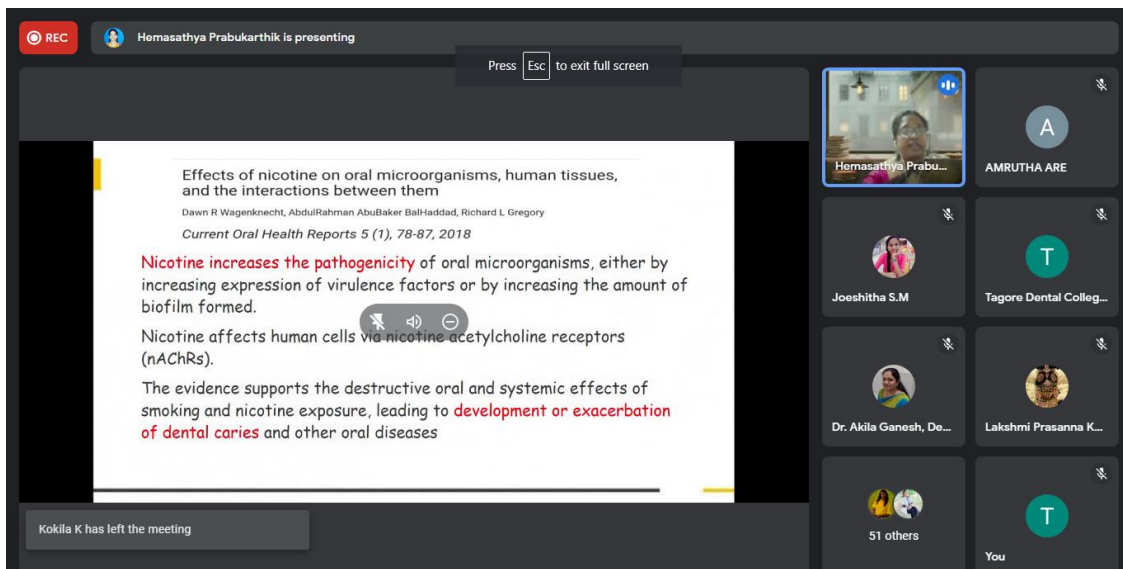 REC
Hemasathya Prabukarthik is presenting
Press Esc to exit full screen
Effects of nicotine on oral microorganisms, human tissues,
and the interactions between them
Dawn R Wagenknecht, AbdulRahman AbuBaker BalHaddad, Richard L Gregory
Current Oral Health Reports 5 (1), 78-87, 2018
Nicotine increases the pathogenicity of oral microorganisms, either by
increasing expression of virulence factors or by increasing the amount of
biofilm formed.
Nicotine affects human cells via nicotine acetylcholine receptors
(nAChRs).
The evidence supports the destructive oral and systemic effects of
smoking and nicotine exposure, leading to development or exacerbation
of dental caries and other oral diseases
Kokila K has left the meeting
Hemasathya Prabu...
A
AMRUTHA ARE
Joeshitha S.M
T
Tagore Dental Colleg...
Dr. Akila Ganesh, De...
Lakshmi Prasanna K...
51 others
T
You